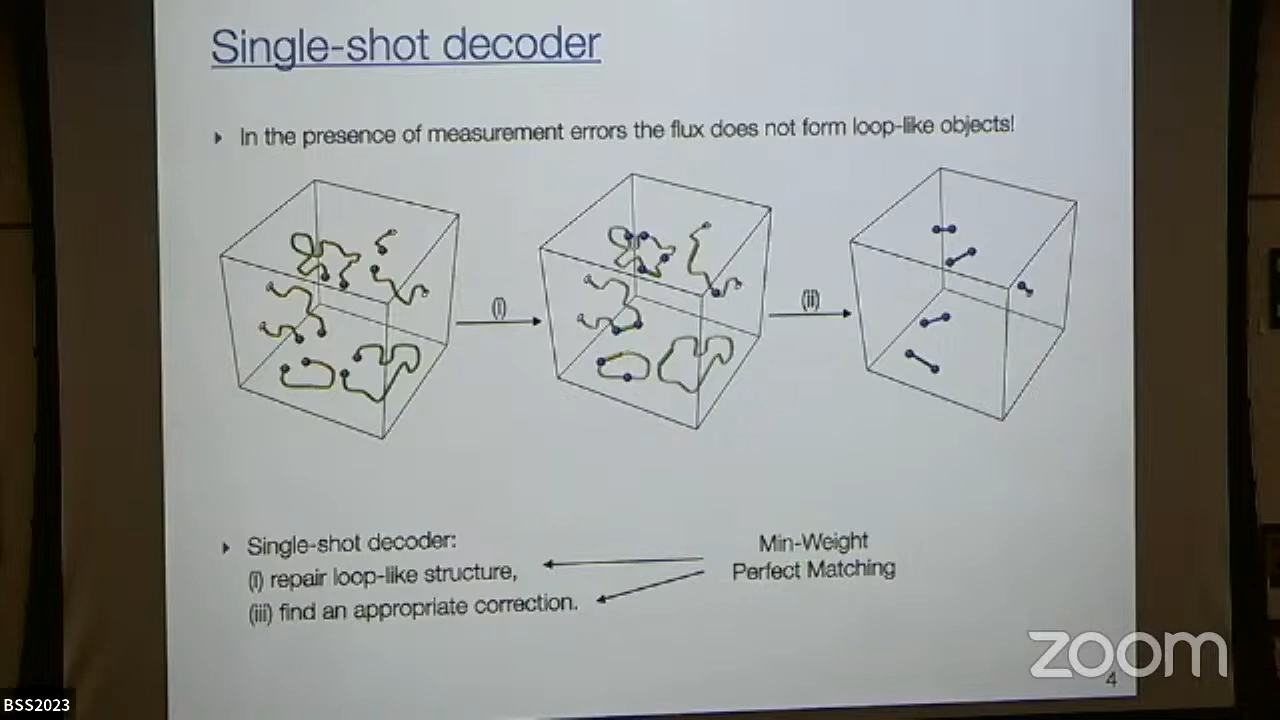 Single-shot decoder
‣ In the presence of measurement errors the flux does not form loop-like objects!
(i)
(ii)
‣ Single-shot decoder:
(i) repair loop-like structure,
(iii) find an appropriate correction.
Min-Weight
Perfect Matching
zoom
4
BSS2023